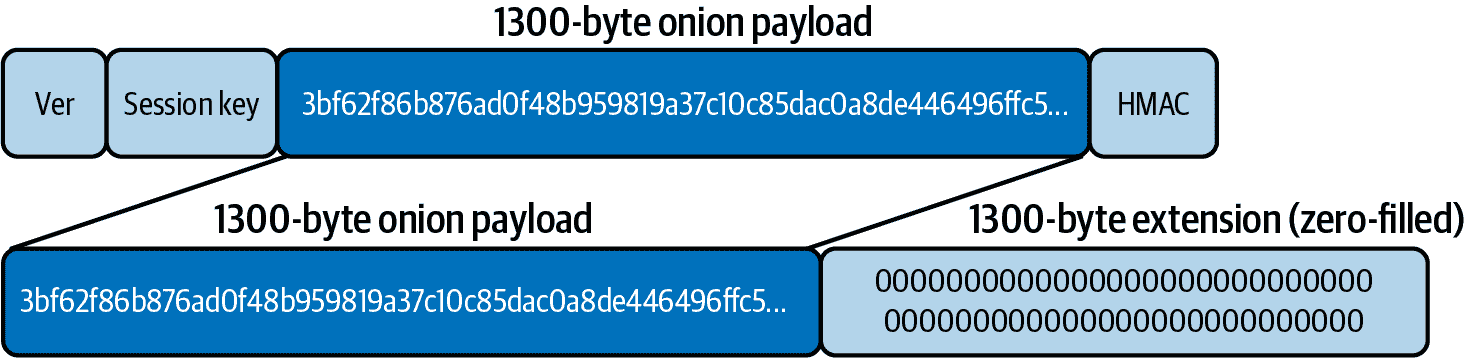 1300-byte onion payload
Ver
Session key
3bf62f86b876ad0f48b959819a37c10c85dac0a8de446496ffc5...
HMAC
1300-byte onion payload
1300-byte extension (zero-filled)
3bf62f86b876ad0f48b959819a37c10c85dac0a8de446496ffc5...
0000000000000000000000000000
000000000000000000000000000